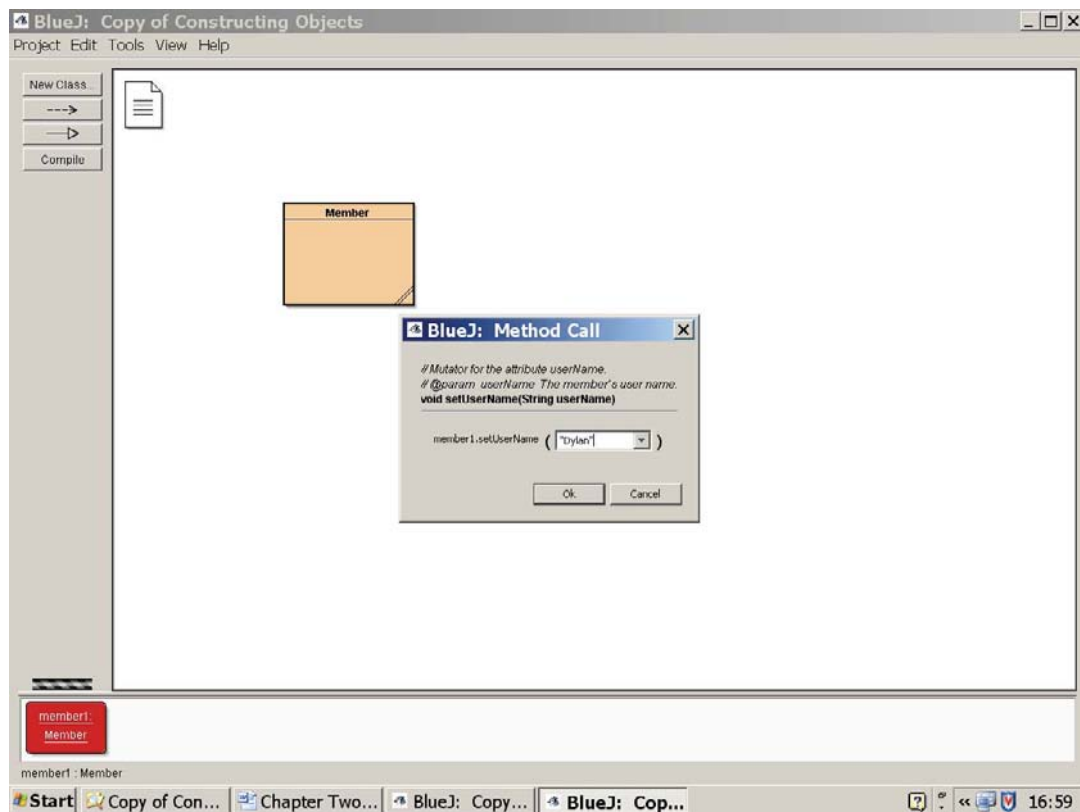 BlueJ: Copy of Constructing Objects
Project Edit Tools View Help
New Class...
Compile
Member
BlueJ: Method Call
// Mutator for the attribute userName.
// @param userName The member's user name.
void setUserName(String userName)
member1.setUserName ( "Dylan" )
Ok
Cancel
member1:
Member
member1 : Member
Start
Copy of Con...
Chapter Two...
BlueJ: Copy...
BlueJ: Cop...
16:59